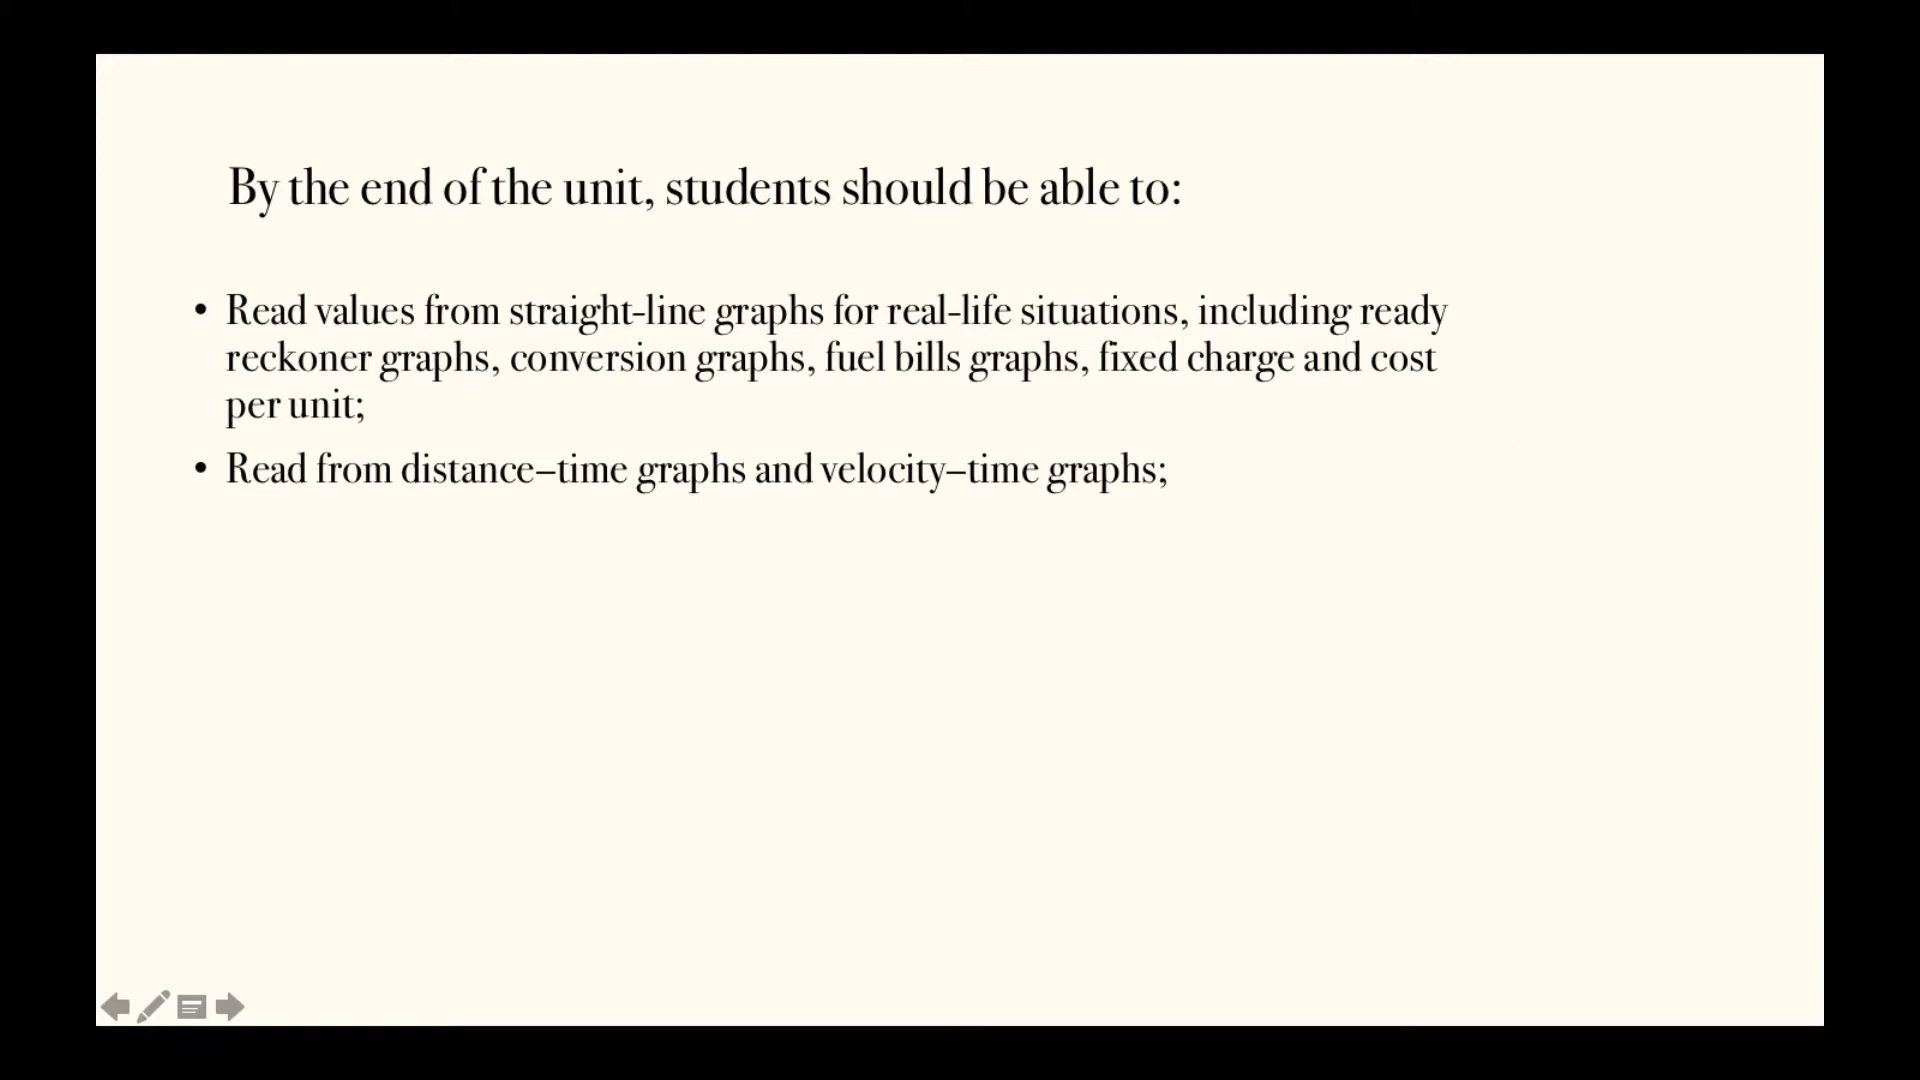 By the end of the unit, students should be able to:
• Read values from straight-line graphs for real-life situations, including ready
reckoner graphs, conversion graphs, fuel bills graphs, fixed charge and cost
per unit;
• Read from distance–time graphs and velocity–time graphs;